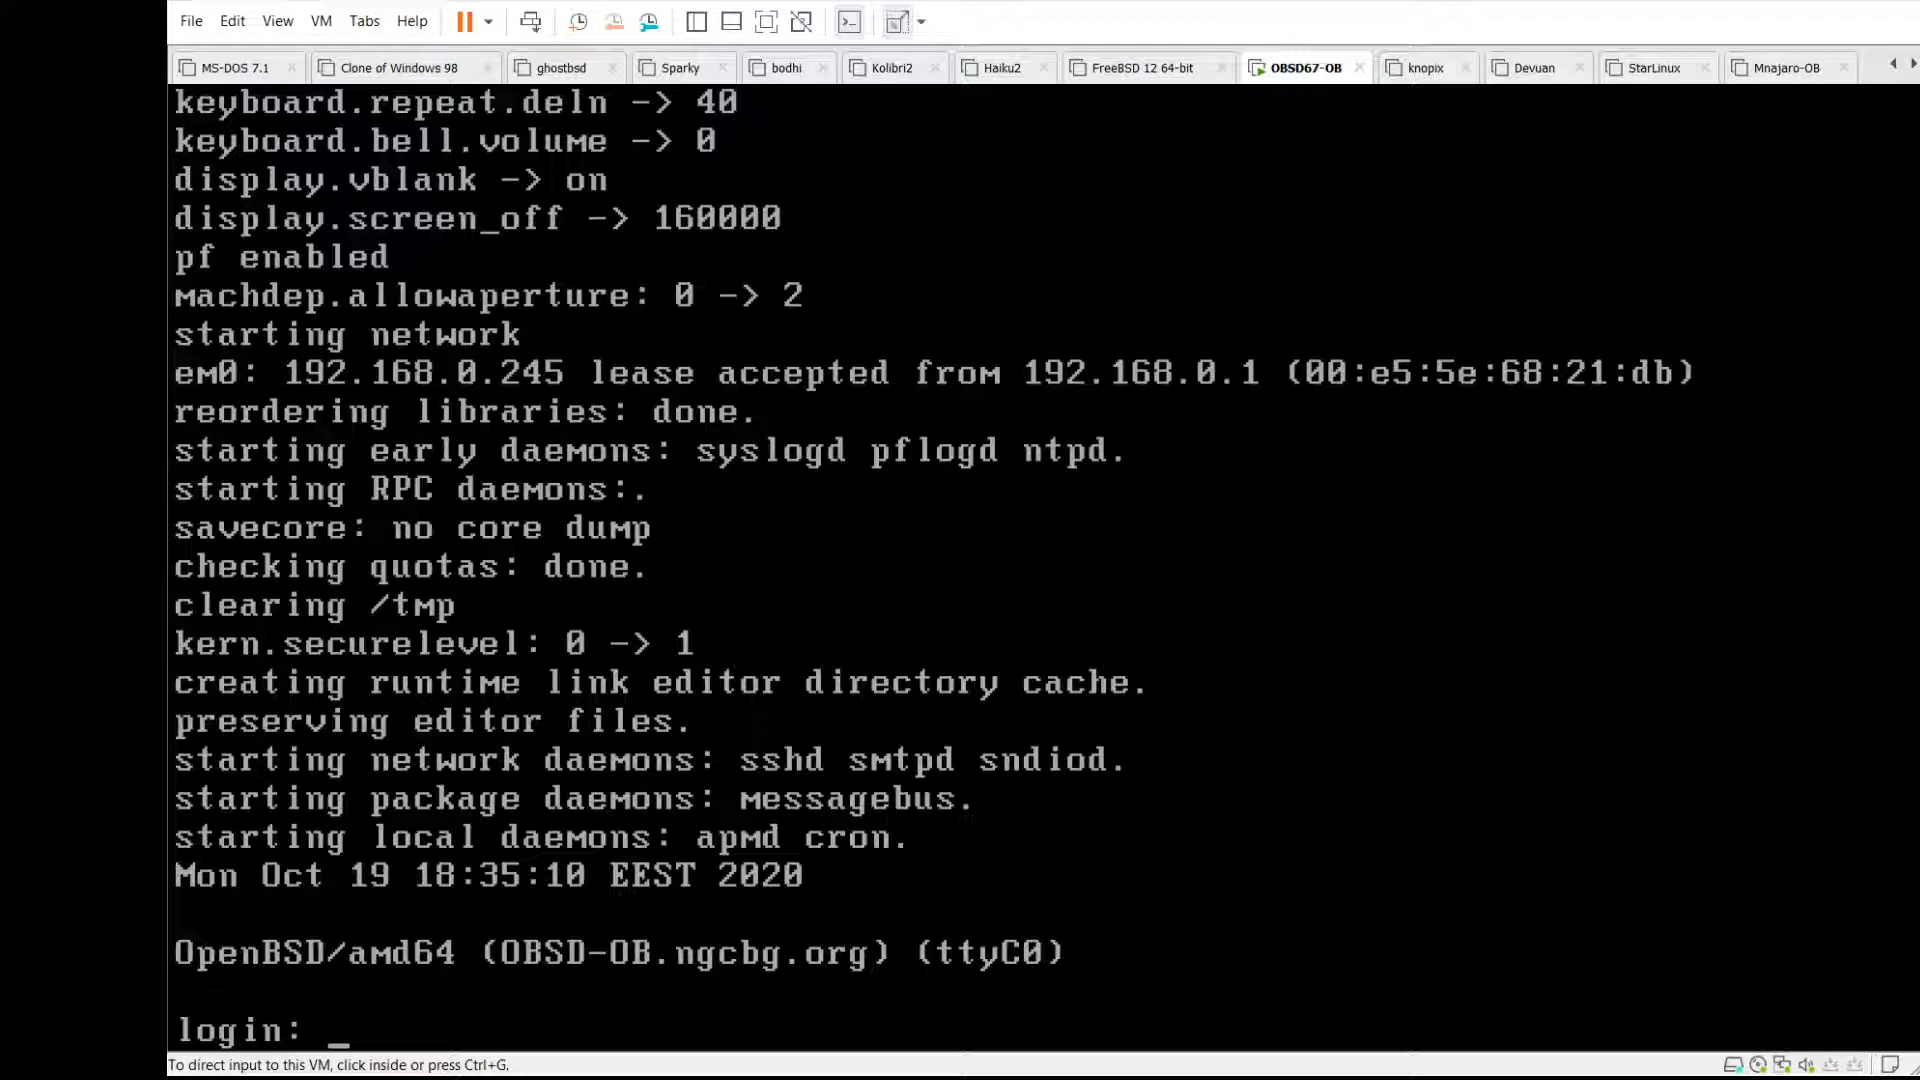 File Edit View VM Tabs Help
MS-DOS 7.1 Clone of Windows 98 ghostbsd Sparky bodhi Kolibri2 Haiku2 FreeBSD 12 64-bit OBSD67-OB knopix Devuan StarLinux Mnajaro-OB
keyboard.repeat.deln -> 40
keyboard.bell.volume -> 0
display.vblank -> on
display.screen_off -> 160000
pf enabled
machdep.allowaperture: 0 -> 2
starting network
em0: 192.168.0.245 lease accepted from 192.168.0.1 (00:e5:5e:68:21:db)
reordering libraries: done.
starting early daemons: syslogd pflogd ntpd.
starting RPC daemons:.
savecore: no core dump
checking quotas: done.
clearing /tmp
kern.securelevel: 0 -> 1
creating runtime link editor directory cache.
preserving editor files.
starting network daemons: sshd smtpd sndiod.
starting package daemons: messagebus.
starting local daemons: apmd cron.
Mon Oct 19 18:35:10 EEST 2020
OpenBSD/amd64 (OBSD-OB.ngcbg.org) (ttyC0)
login: _
To direct input to this VM, click inside or press Ctrl+G.